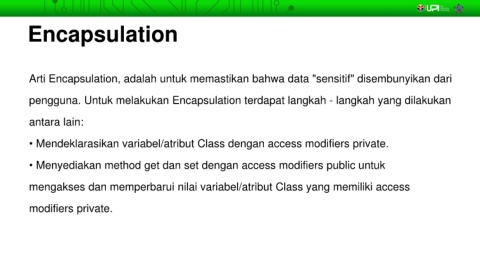 UPI
Encapsulation
Arti Encapsulation, adalah untuk memastikan bahwa data "sensitif" disembunyikan dari
pengguna. Untuk melakukan Encapsulation terdapat langkah - langkah yang dilakukan
antara lain:
• Mendeklarasikan variabel/atribut Class dengan access modifiers private.
• Menyediakan method get dan set dengan access modifiers public untuk
mengakses dan memperbarui nilai variabel/atribut Class yang memiliki access
modifiers private.